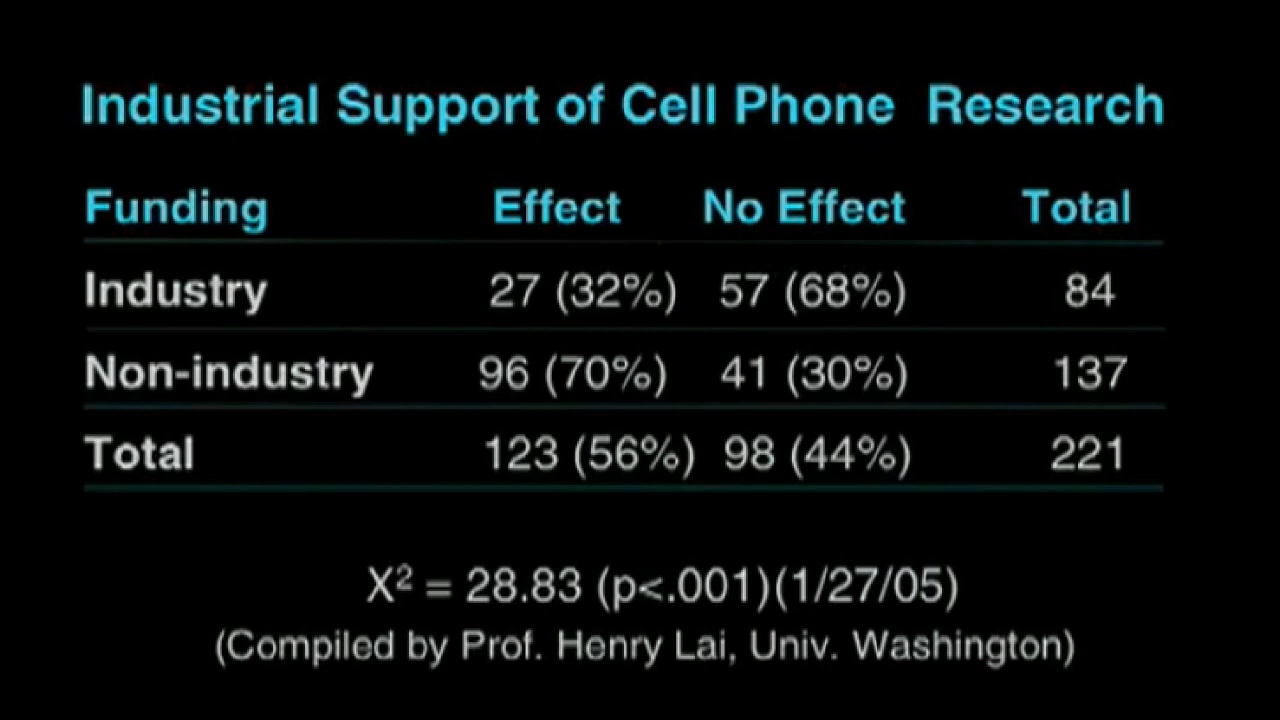 Industrial Support of Cell Phone Research
Funding Effect No Effect Total
Industry 27 (32%) 57 (68%) 84
Non-industry 96 (70%) 41 (30%) 137
Total 123 (56%) 98 (44%) 221
X² = 28.83 (p<.001)(1/27/05)
(Compiled by Prof. Henry Lai, Univ. Washington)